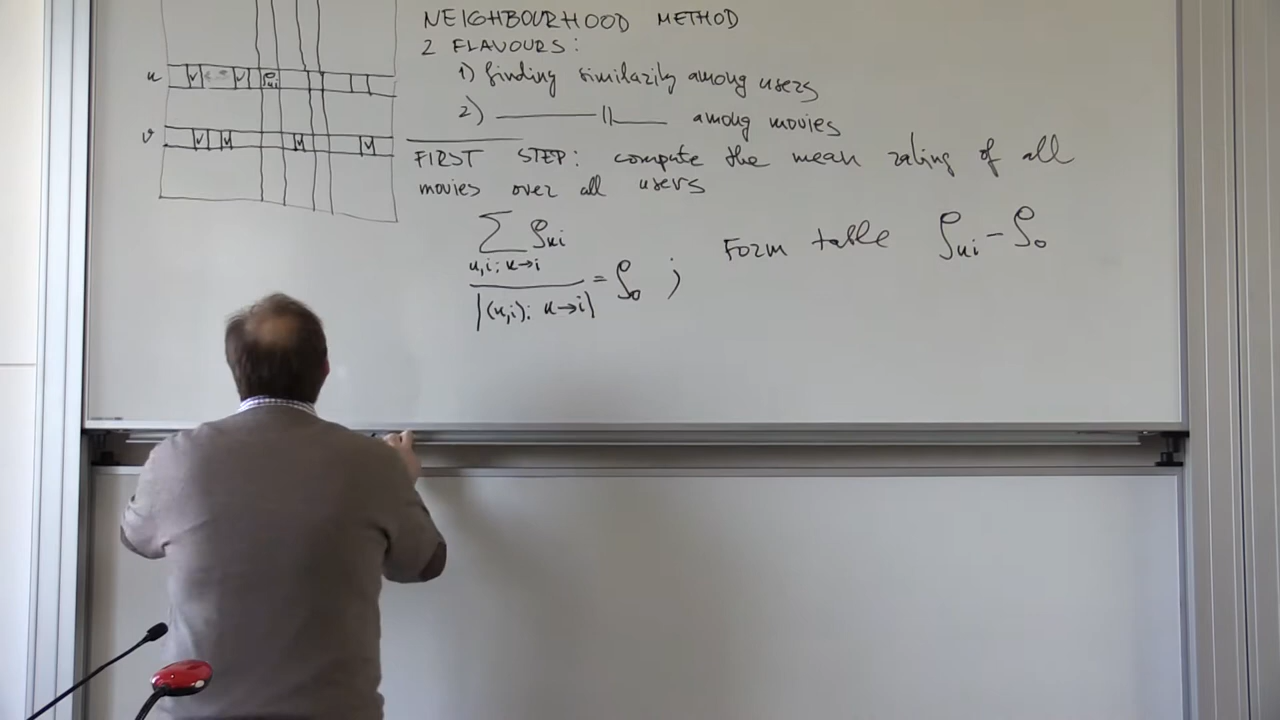 NEIGHBOURHOOD METHOD
2 FLAVOURS:
1) finding similarity among users
2) ——— || ——— among movies
FIRST STEP: compute the mean rating of all
movies over all users
∑ ρui
u,i; u→i
|(u,i): u→i| = ρ0 ; Form table ρui − ρ0
u ρui
v